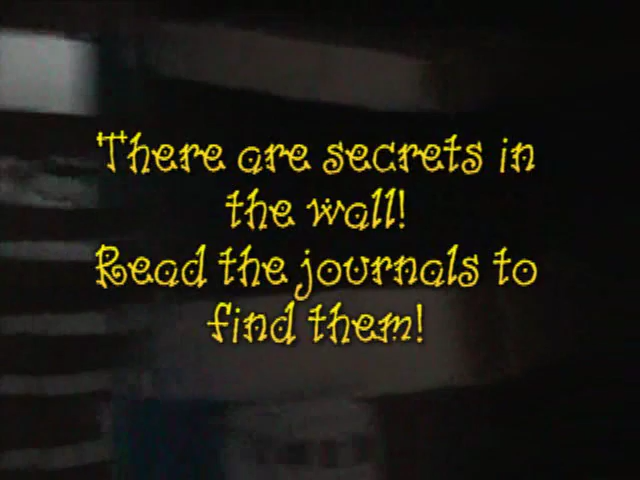 There are secrets in
the wall!
Read the journals to
find them!